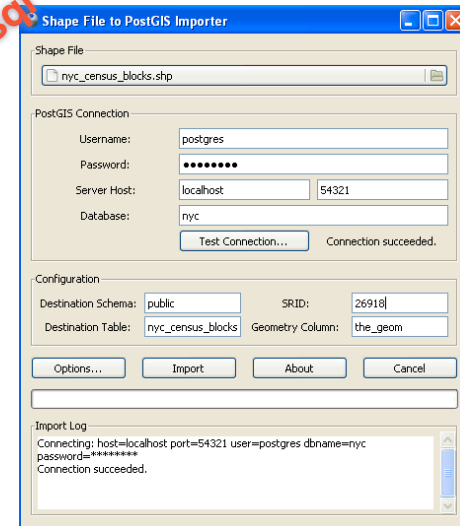 sql
Shape File to PostGIS Importer
Shape File
nyc_census_blocks.shp
PostGIS Connection
Username: postgres
Password: ●●●●●●●●
Server Host: localhost 54321
Database: nyc
Test Connection... Connection succeeded.
Configuration
Destination Schema: public SRID: 26918
Destination Table: nyc_census_blocks Geometry Column: the_geom
Options... Import About Cancel
Import Log
Connecting: host=localhost port=54321 user=postgres dbname=nyc
password=********
Connection succeeded.